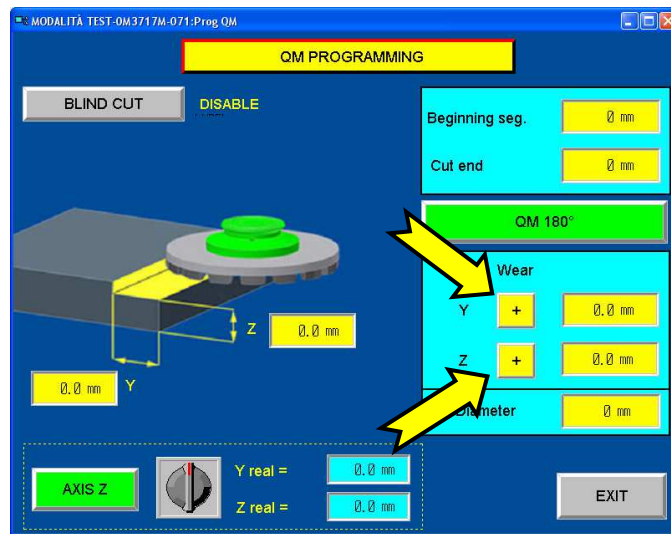 MODALITÀ TEST-0M3717M-071:Prog QM
QM PROGRAMMING
BLIND CUT
DISABLE
Beginning seg.
0 mm
Cut end
0 mm
QM 180°
Wear
Y
+
0.0 mm
Z
+
0.0 mm
Diameter
0 mm
Z
0.0 mm
0.0 mm
Y
AXIS Z
Y real =
0.0 mm
Z real =
0.0 mm
EXIT